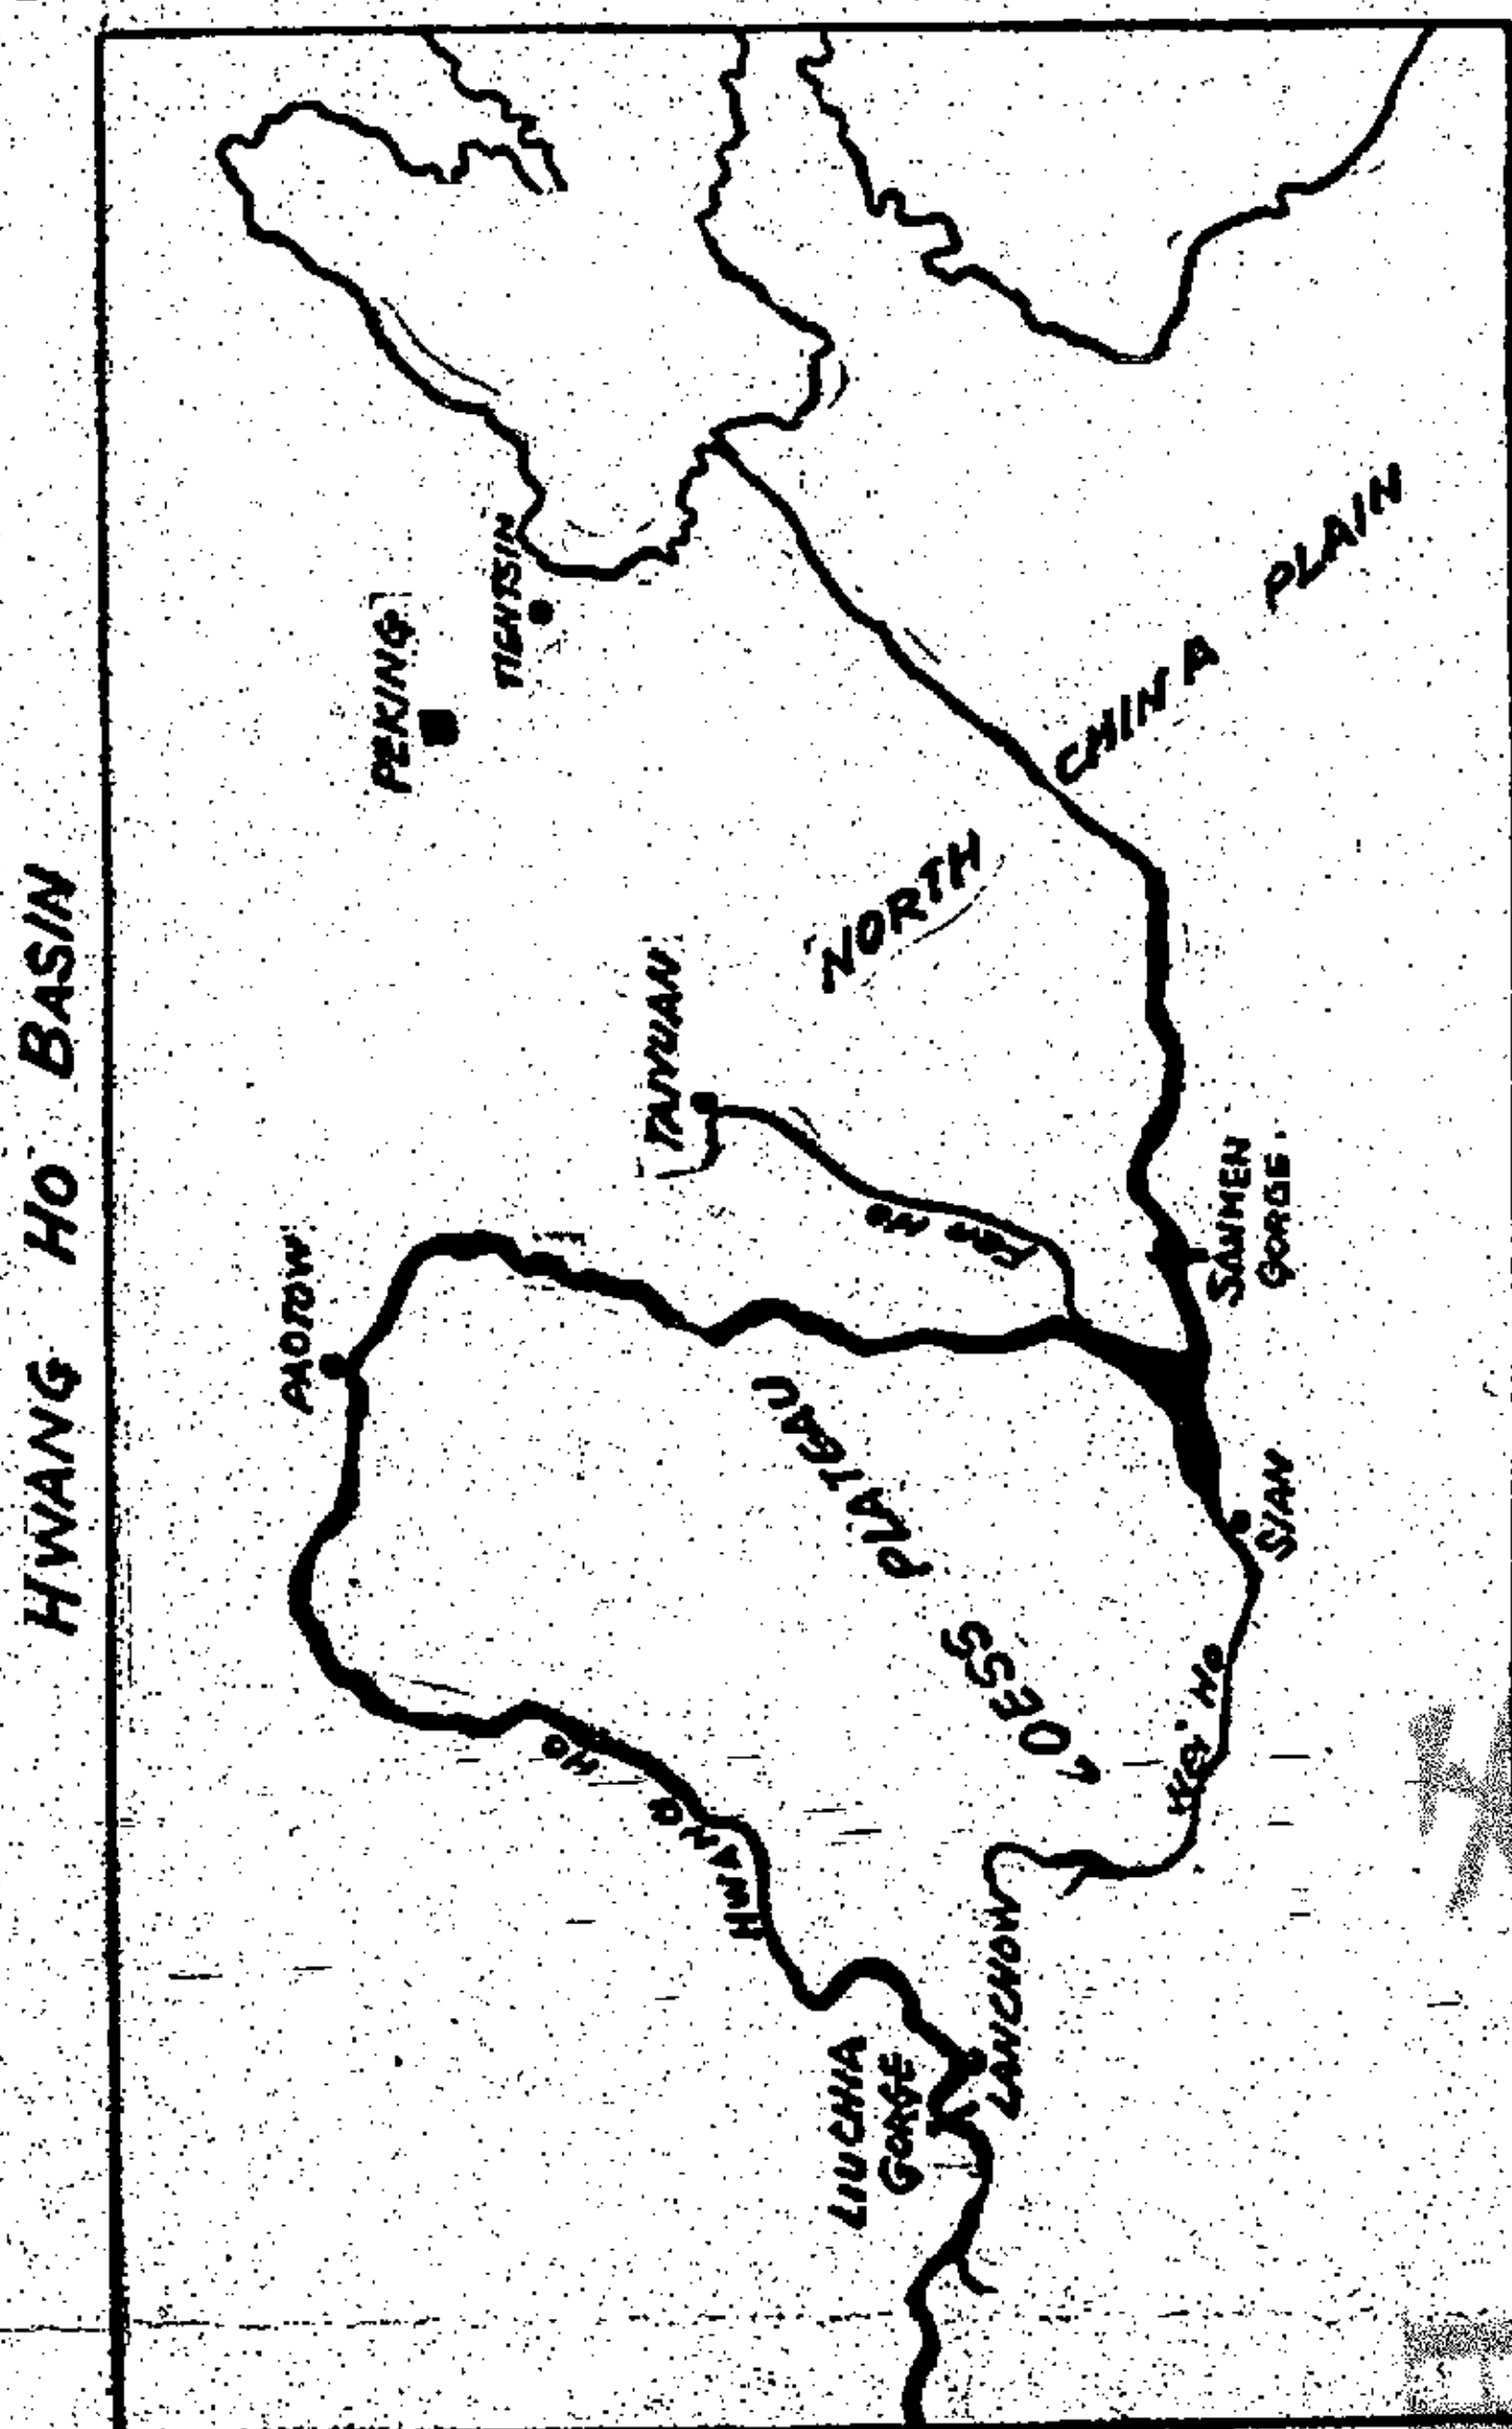 HWANG HO BASIN
PEKING
TIENTSIN
PAOTOW
TAIYUAN
NORTH CHINA PLAIN
HWANG HO
LOESS PLATEAU
FEN HO
LIUCHIA
GORGE
LANCHOW
WEI HO
SIAN
SANMEN
GORGE